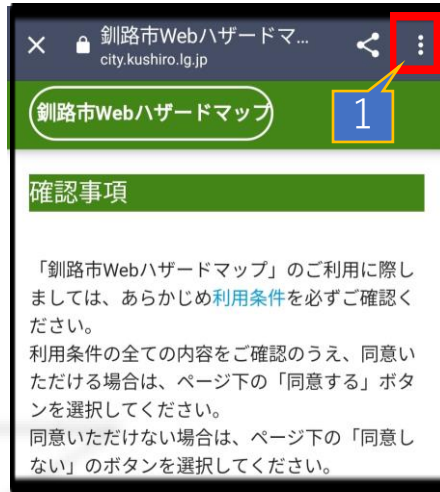 釧路市Webハザードマ...
city.kushiro.lg.jp
釧路市Webハザードマップ
1
確認事項
「釧路市Webハザードマップ」のご利用に際し
ましては、あらかじめ利用条件を必ずご確認く
ださい。
利用条件の全ての内容をご確認のうえ、同意い
ただける場合は、ページ下の「同意する」ボタ
ンを選択してください。
同意いただけない場合は、ページ下の「同意し
ない」のボタンを選択してください。